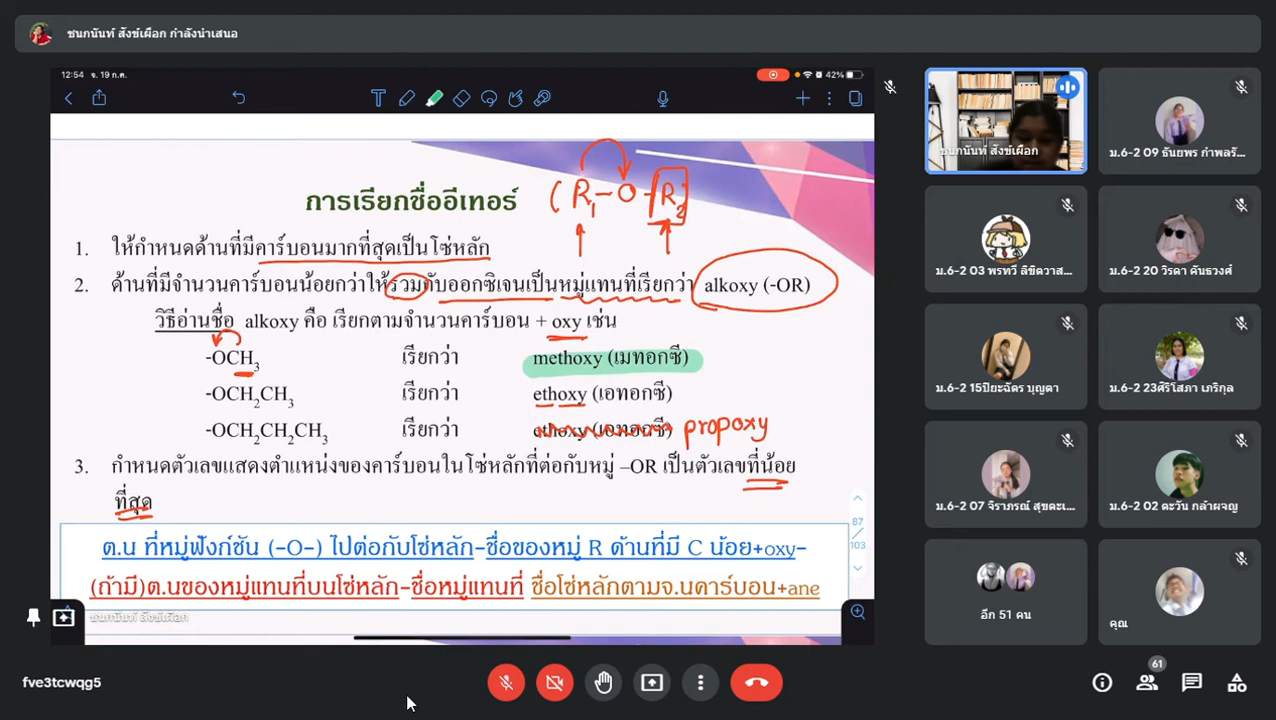 ชนกนันท์ สังข์เผือก กำลังนำเสนอ
12:54 จ. 19 ก.ค.
42%
การเรียกชื่ออีเทอร์ (R1-O-R2)
1. ให้กำหนดด้านที่มีคาร์บอนมากที่สุดเป็นโซ่หลัก
2. ด้านที่มีจำนวนคาร์บอนน้อยกว่าให้รวมกับออกซิเจนเป็นหมู่แทนที่เรียกว่า alkoxy (-OR)
วิธีอ่านชื่อ alkoxy คือ เรียกตามจำนวนคาร์บอน + oxy เช่น
-OCH3 เรียกว่า methoxy (เมทอกซี)
-OCH2CH3 เรียกว่า ethoxy (เอทอกซี)
-OCH2CH2CH3 เรียกว่า ethoxy (เอทอกซี) propoxy
3. กำหนดตัวเลขแสดงตำแหน่งของคาร์บอนในโซ่หลักที่ต่อกับหมู่ –OR เป็นตัวเลขที่น้อย
ที่สุด
ต.น ที่หมู่ฟังก์ชัน (-O-) ไปต่อกับโซ่หลัก-ชื่อของหมู่ R ด้านที่มี C น้อย+oxy-
(ถ้ามี)ต.นของหมู่แทนที่บนโซ่หลัก-ชื่อหมู่แทนที่ ชื่อโซ่หลักตามจ.นคาร์บอน+ane
87
103
ชนกนันท์ สังข์เผือก
ชนกนันท์ สังข์เผือก
ม.6-2 09 ธันยพร กำพลรั...
ม.6-2 03 พรทวี ลิขิตวาส...
ม.6-2 20 วิรดา คันธวงศ์
ม.6-2 15ปิยะฉัตร บุญตา
ม.6-2 23ศิริโสภา เภริกุล
ม.6-2 07 จิราภรณ์ สุขตะเ...
ม.6-2 02 ตะวัน กล้าผจญ
อีก 51 คน
คุณ
fve3tcwqg5
61